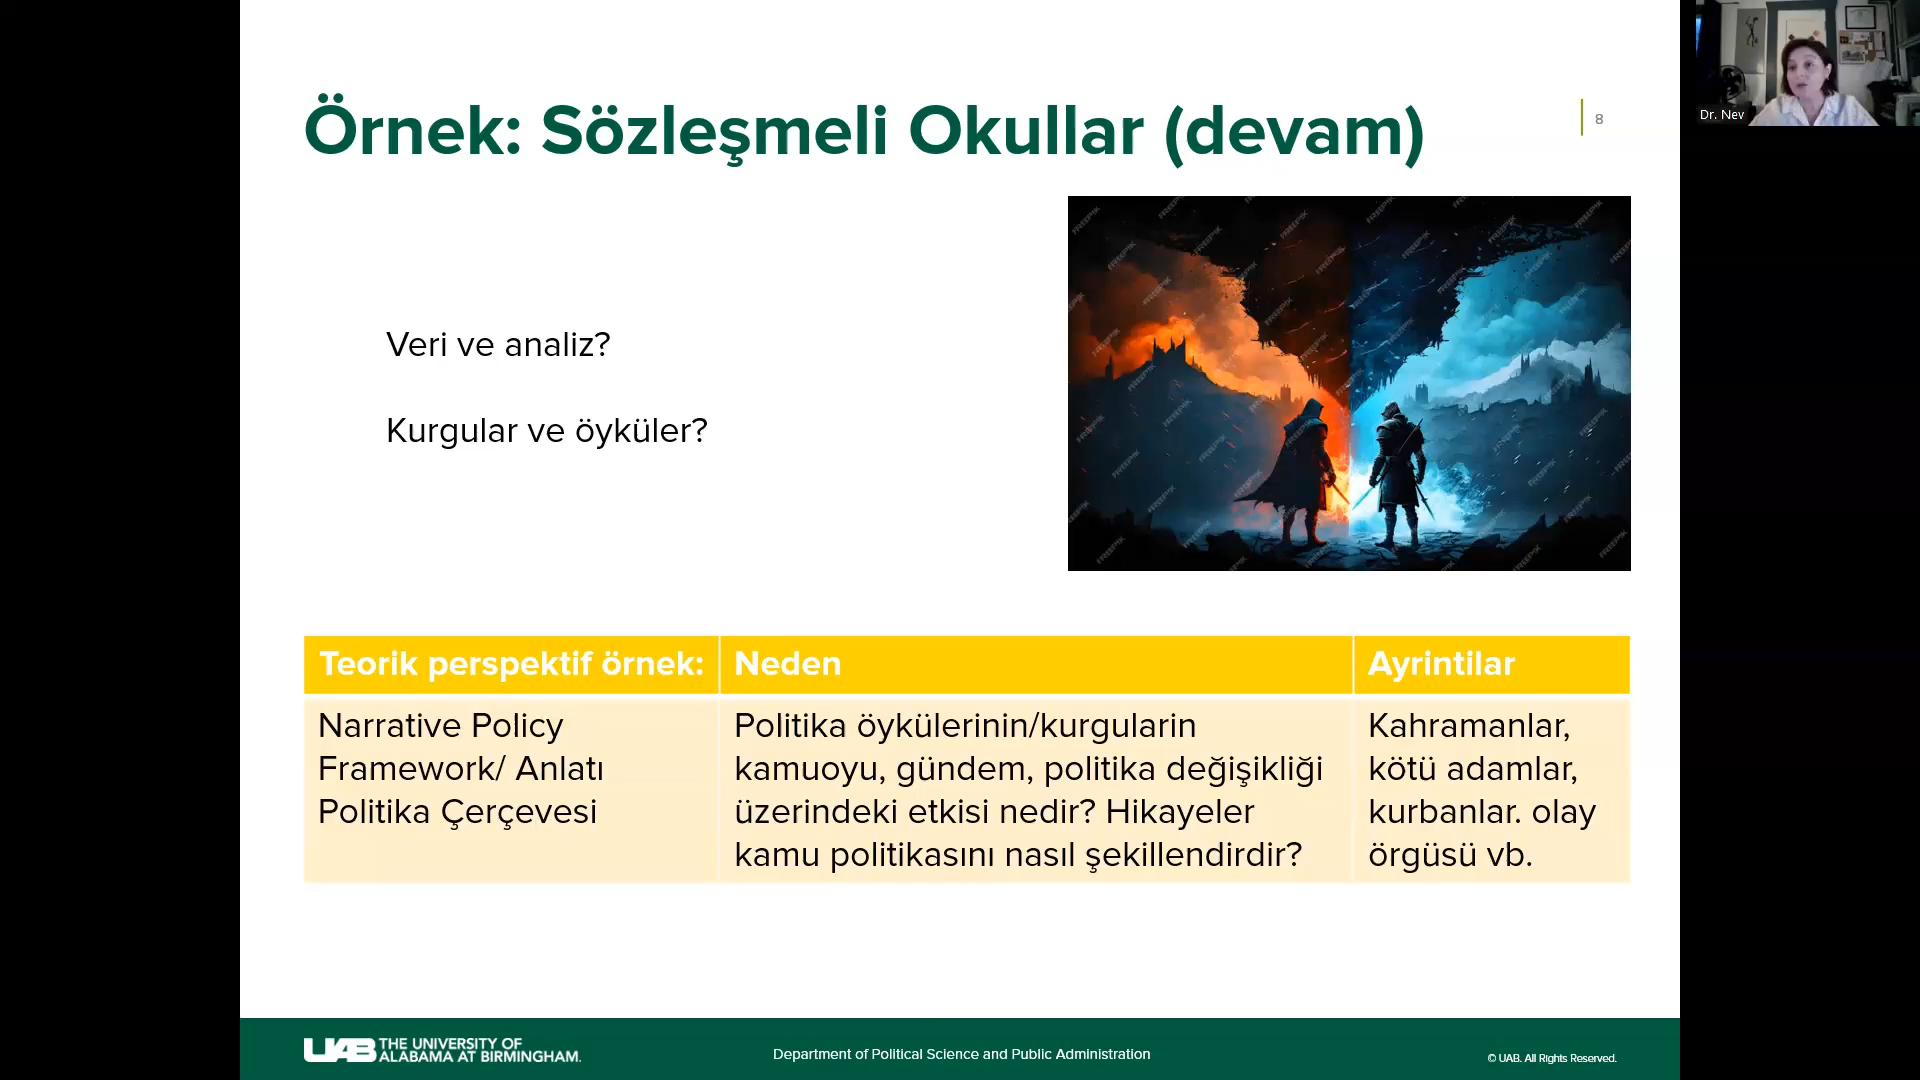 Örnek: Sözleşmeli Okullar (devam)
8
Dr. Nev
Veri ve analiz?
Kurgular ve öyküler?
Teorik perspektif örnek:
Neden
Ayrintilar
Narrative Policy
Framework/ Anlatı
Politika Çerçevesi
Politika öykülerinin/kurgularin
kamuoyu, gündem, politika değişikliği
üzerindeki etkisi nedir? Hikayeler
kamu politikasını nasıl şekillendirdir?
Kahramanlar,
kötü adamlar,
kurbanlar. olay
örgüsü vb.
UAB THE UNIVERSITY OF
ALABAMA AT BIRMINGHAM.
Department of Political Science and Public Administration
© UAB. All Rights Reserved.
FREEPIK